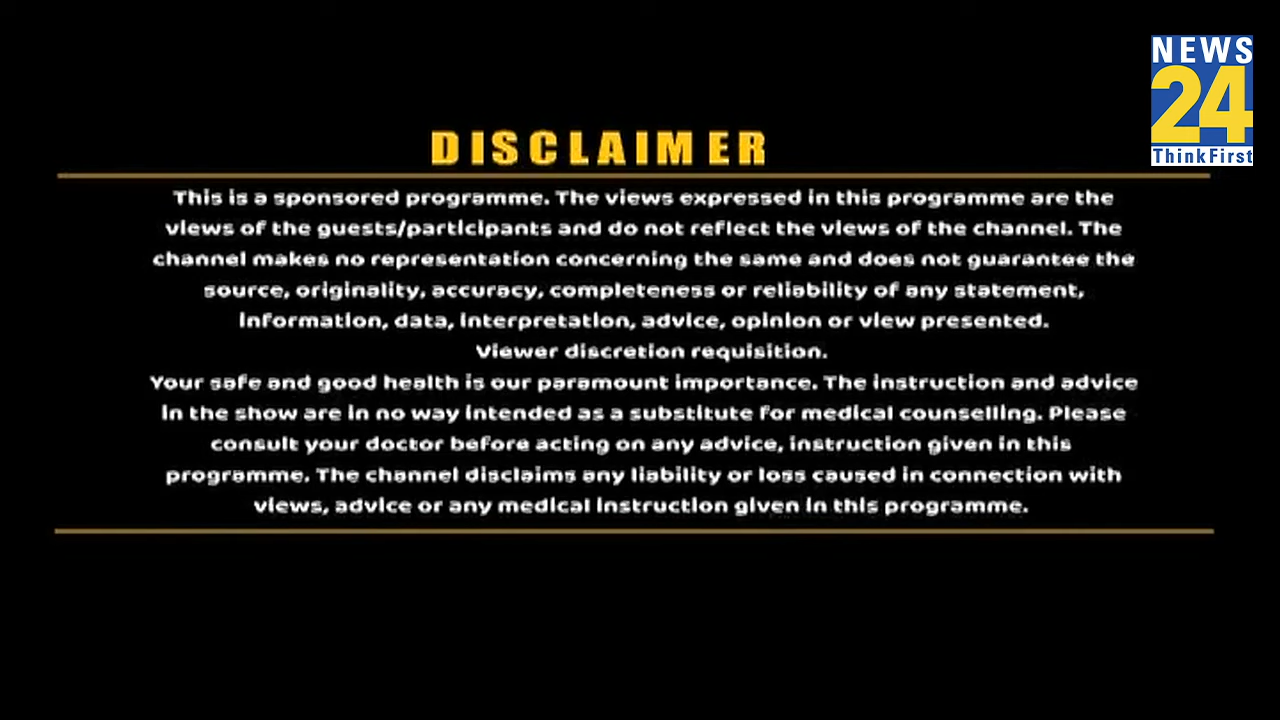 NEWS
24
ThinkFirst
DISCLAIMER
This is a sponsored programme. The views expressed in this programme are the
views of the guests/participants and do not reflect the views of the channel. The
channel makes no representation concerning the same and does not guarantee the
source, originality, accuracy, completeness or reliability of any statement,
information, data, interpretation, advice, opinion or view presented.
Viewer discretion requisition.
Your safe and good health is our paramount importance. The instruction and advice
in the show are in no way intended as a substitute for medical counselling. Please
consult your doctor before acting on any advice, instruction given in this
programme. The channel disclaims any liability or loss caused in connection with
views, advice or any medical instruction given in this programme.